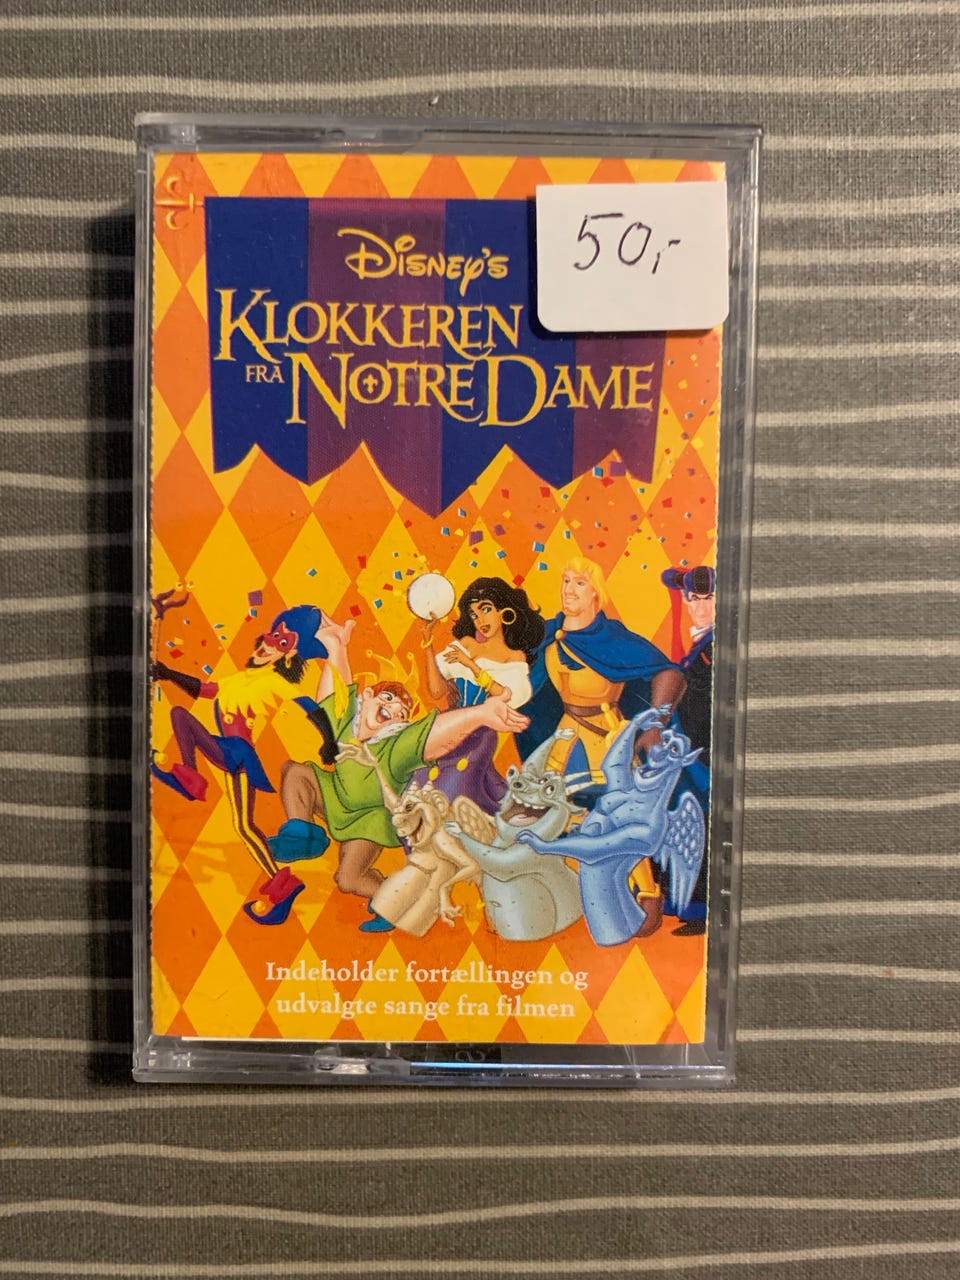 Disney's
50,-
KLOKKEREN
FRA NOTRE DAME
Indeholder fortællingen og
udvalgte sange fra filmen